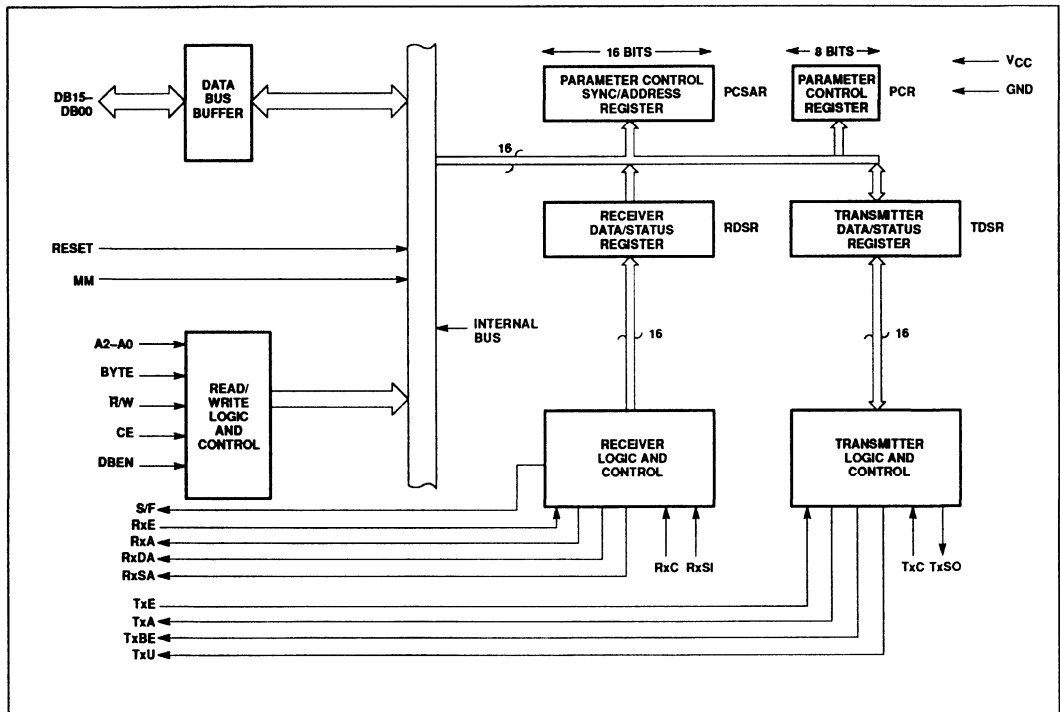 16 BITS
8 BITS
DATA
BUS
BUFFER
DB15–
DB00
PARAMETER CONTROL
SYNC/ADDRESS
REGISTER
PCSAR
PARAMETER
CONTROL
REGISTER
PCR
VCC
GND
16
RECEIVER
DATA/STATUS
REGISTER
RDSR
TRANSMITTER
DATA/STATUS
REGISTER
TDSR
RESET
MM
INTERNAL
BUS
16
16
A2–A0
BYTE
R̅/W
CE
DBEN
READ/
WRITE
LOGIC
AND
CONTROL
RECEIVER
LOGIC AND
CONTROL
TRANSMITTER
LOGIC AND
CONTROL
S/F
RxE
RxA
RxDA
RxSA
RxC RxSI
TxC TxSO
TxE
TxA
TxBE
TxU